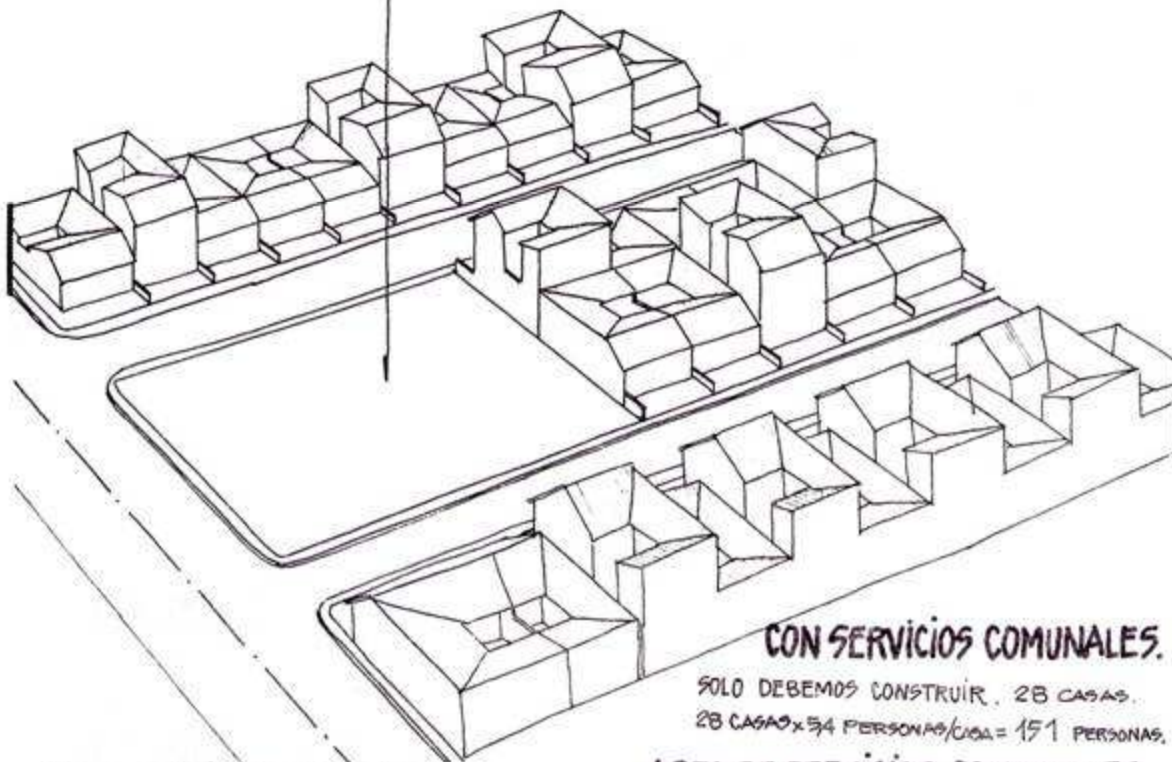 CON SERVICIOS COMUNALES.
SOLO DEBEMOS CONSTRUIR. 28 CASAS.
28 CASAS x 5,4 PERSONAS/CASA = 151 PERSONAS.